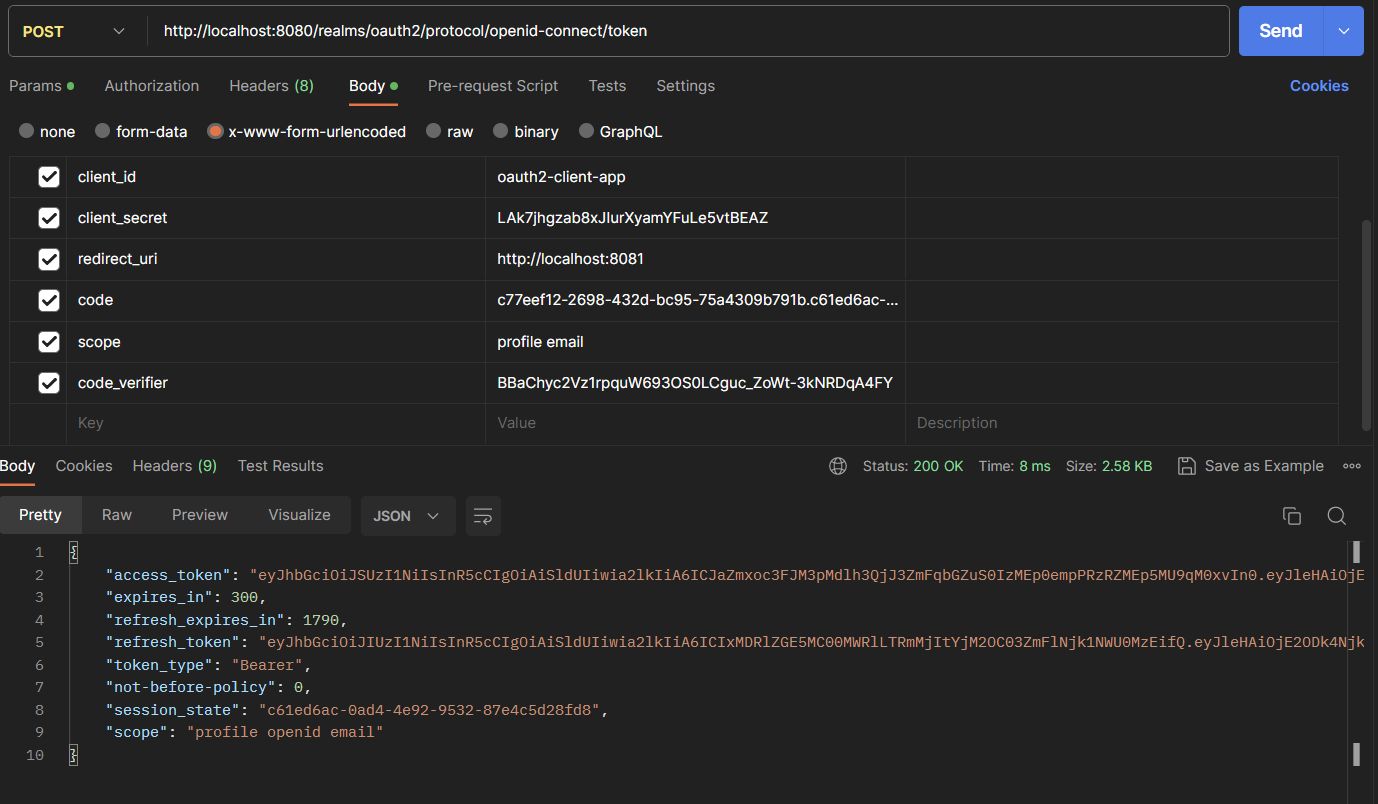 POST http://localhost:8080/realms/oauth2/protocol/openid-connect/token Send
Params Authorization Headers (8) Body Pre-request Script Tests Settings Cookies
none form-data x-www-form-urlencoded raw binary GraphQL
client_id oauth2-client-app
client_secret LAk7jhgzab8xJIurXyamYFuLe5vtBEAZ
redirect_uri http://localhost:8081
code c77eef12-2698-432d-bc95-75a4309b791b.c61ed6ac-...
scope profile email
code_verifier BBaChyc2Vz1rpquW693OS0LCguc_ZoWt-3kNRDqA4FY
Key Value Description
Body Cookies Headers (9) Test Results Status: 200 OK Time: 8 ms Size: 2.58 KB Save as Example
Pretty Raw Preview Visualize JSON
1 {
2 "access_token": "eyJhbGciOiJSUzI1NiIsInR5cCIgOiAiSldUIiwia2lkIiA6ICJaZmxoc3FJM3pMdlh3QjJ3ZmFqbGZuS0IzMEp0empPRzRZMEp5MU9qM0xvIn0.eyJleHAiOjE
3 "expires_in": 300,
4 "refresh_expires_in": 1790,
5 "refresh_token": "eyJhbGciOiJIUzI1NiIsInR5cCIgOiAiSldUIiwia2lkIiA6ICIxMDRlZGE5MC00MWRlLTRmMjItYjM2OC03ZmFlNjk1NWU0MzEifQ.eyJleHAiOjE2ODk4Njk
6 "token_type": "Bearer",
7 "not-before-policy": 0,
8 "session_state": "c61ed6ac-0ad4-4e92-9532-87e4c5d28fd8",
9 "scope": "profile openid email"
10 }